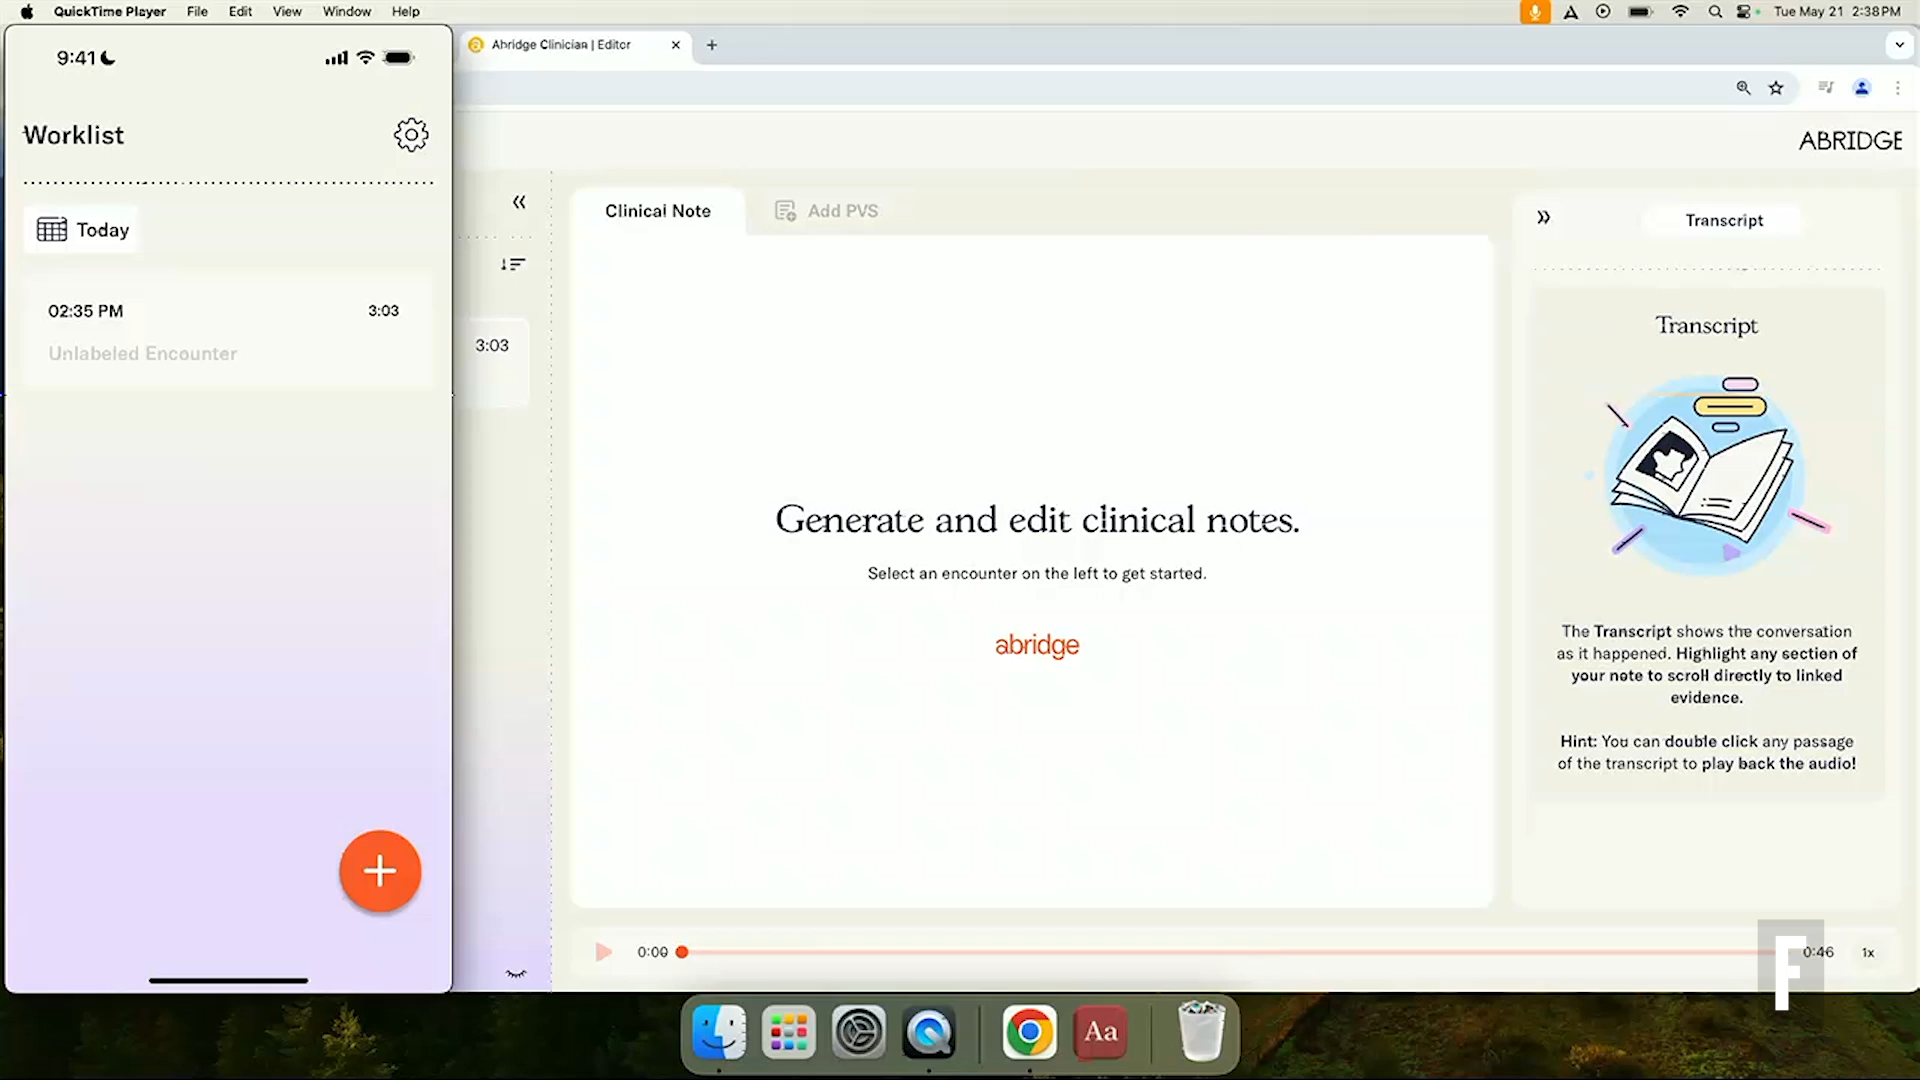 QuickTime Player File Edit View Window Help
Tue May 21 2:38 PM
9:41
Worklist
Today
02:35 PM 3:03
Unlabeled Encounter
Abridge Clinician | Editor
ABRIDGE
3:03
Clinical Note
Add PVS
Generate and edit clinical notes.
Select an encounter on the left to get started.
abridge
Transcript
Transcript
The Transcript shows the conversation
as it happened. Highlight any section of
your note to scroll directly to linked
evidence.
Hint: You can double click any passage
of the transcript to play back the audio!
0:00
0:46
1x
F
Aa